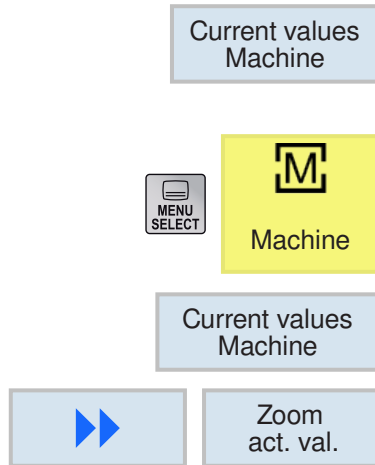 Current values
Machine
M
MENU
SELECT
Machine
Current values
Machine
Zoom
act. val.